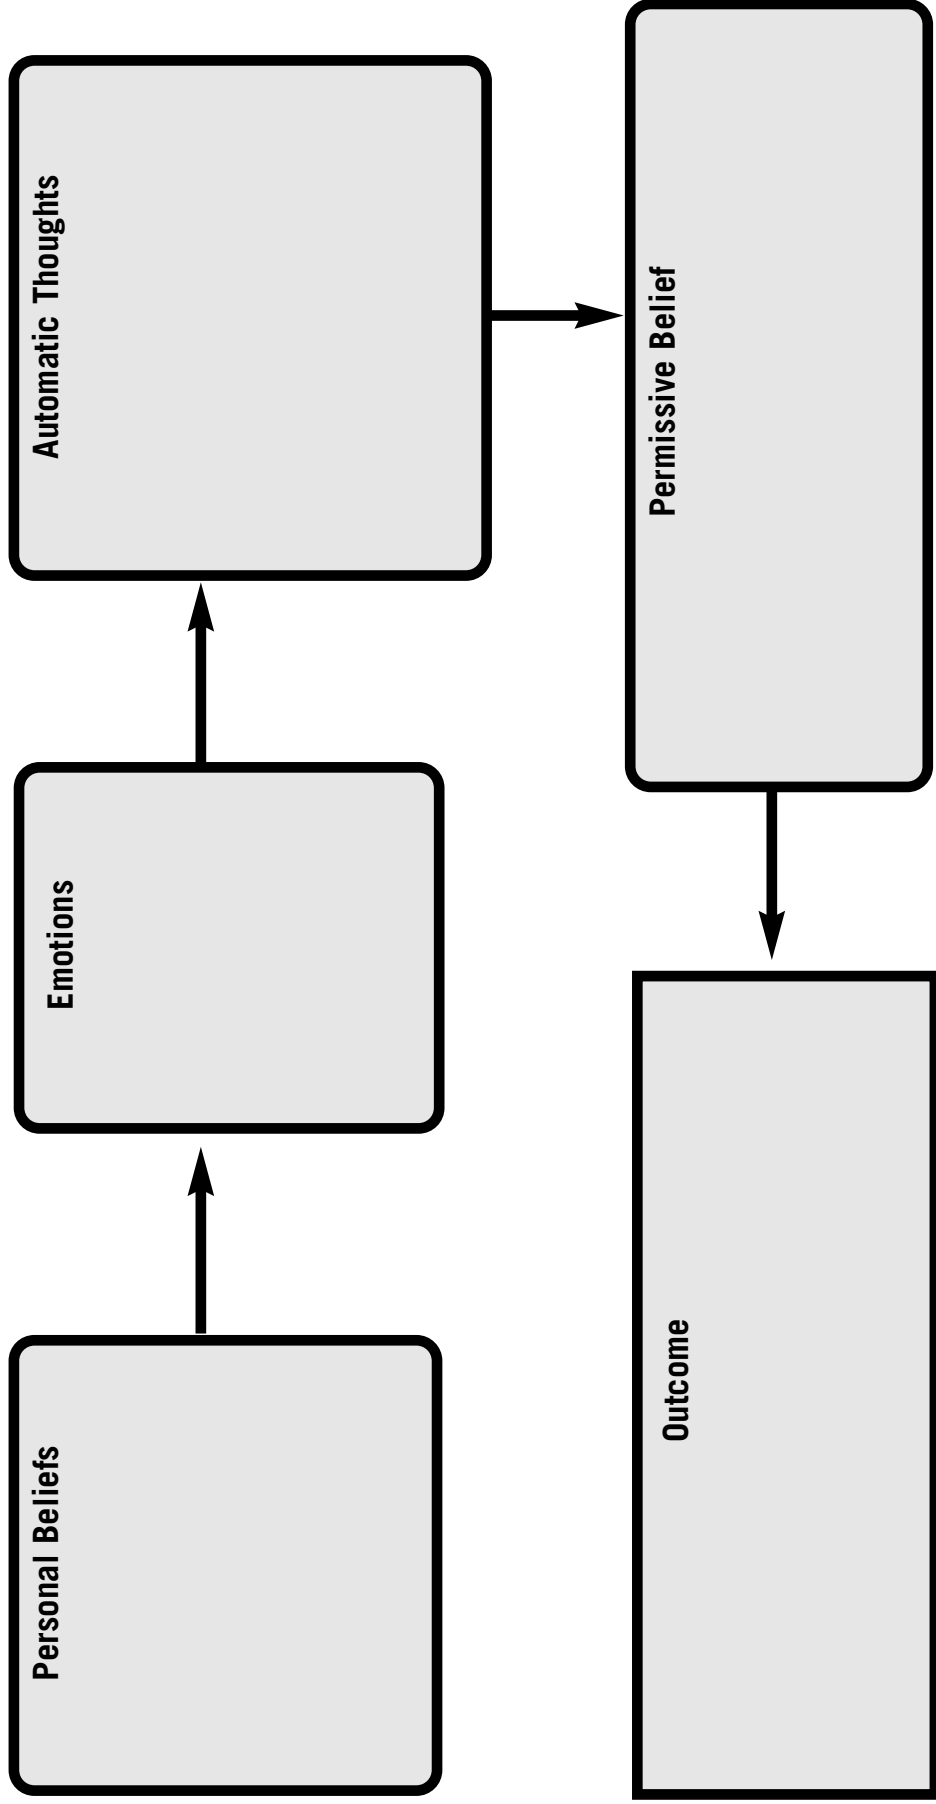 Personal Beliefs
Emotions
Automatic Thoughts
Permissive Belief
Outcome